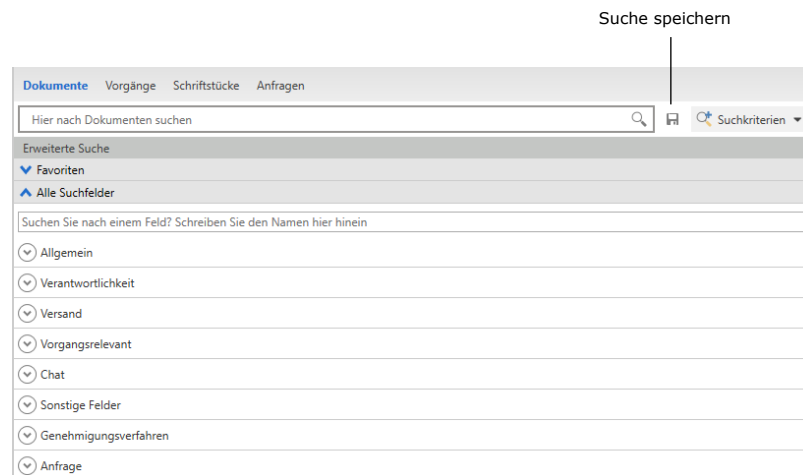 Suche speichern
Dokumente Vorgänge Schriftstücke Anfragen
Hier nach Dokumenten suchen Suchkriterien
Erweiterte Suche
Favoriten
Alle Suchfelder
Suchen Sie nach einem Feld? Schreiben Sie den Namen hier hinein
Allgemein
Verantwortlichkeit
Versand
Vorgangsrelevant
Chat
Sonstige Felder
Genehmigungsverfahren
Anfrage